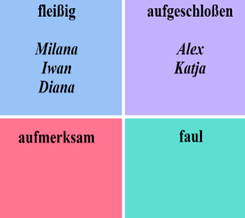 fleißig
Milana
Iwan
Diana
aufgeschloßen
Alex
Katja
aufmerksam
faul